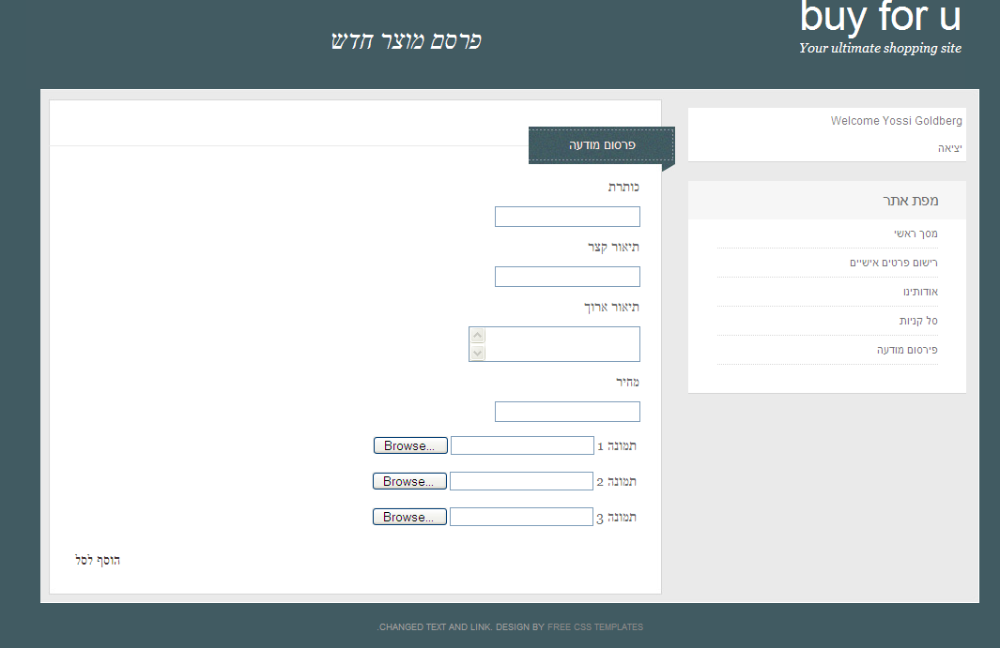 buy for u
Your ultimate shopping site
פרסם מוצר חדש
Welcome Yossi Goldberg
יציאה
מפת אתר
מסך ראשי
רישום פרטים אישיים
אודותינו
סל קניות
פירסום מודעה
פרסום מודעה
כותרת
תיאור קצר
תיאור ארוך
מחיר
תמונה 1 Browse...
תמונה 2 Browse...
תמונה 3 Browse...
הוסף לסל
.CHANGED TEXT AND LINK. DESIGN BY FREE CSS TEMPLATES